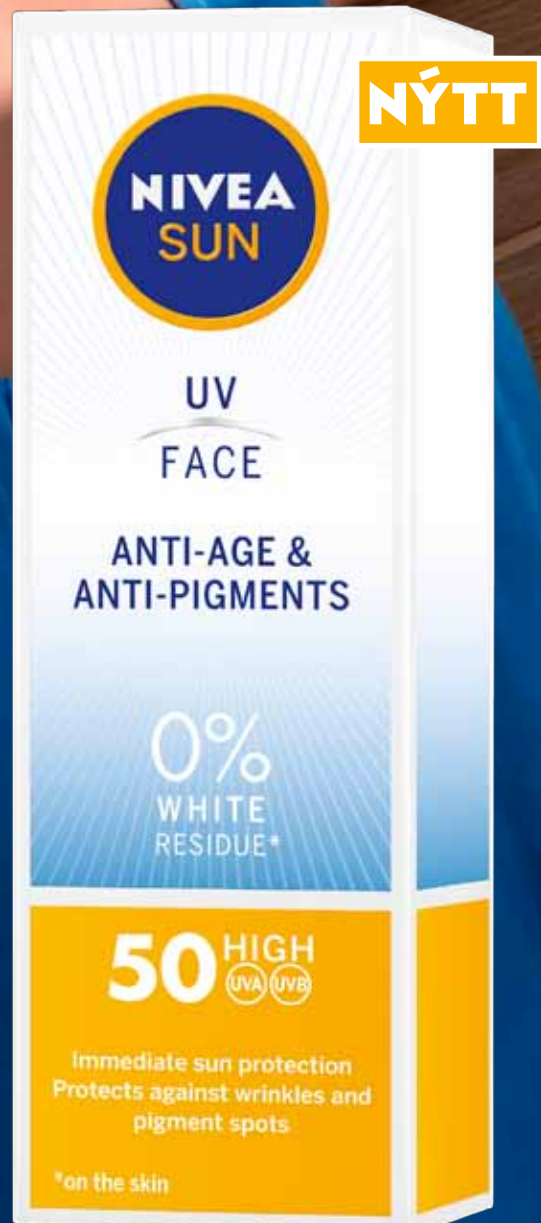 NÝTT
NIVEA
SUN
UV
FACE
ANTI-AGE &
ANTI-PIGMENTS
0%
WHITE
RESIDUE*
50 HIGH
UVA UVB
Immediate sun protection
Protects against wrinkles and
pigment spots
*on the skin